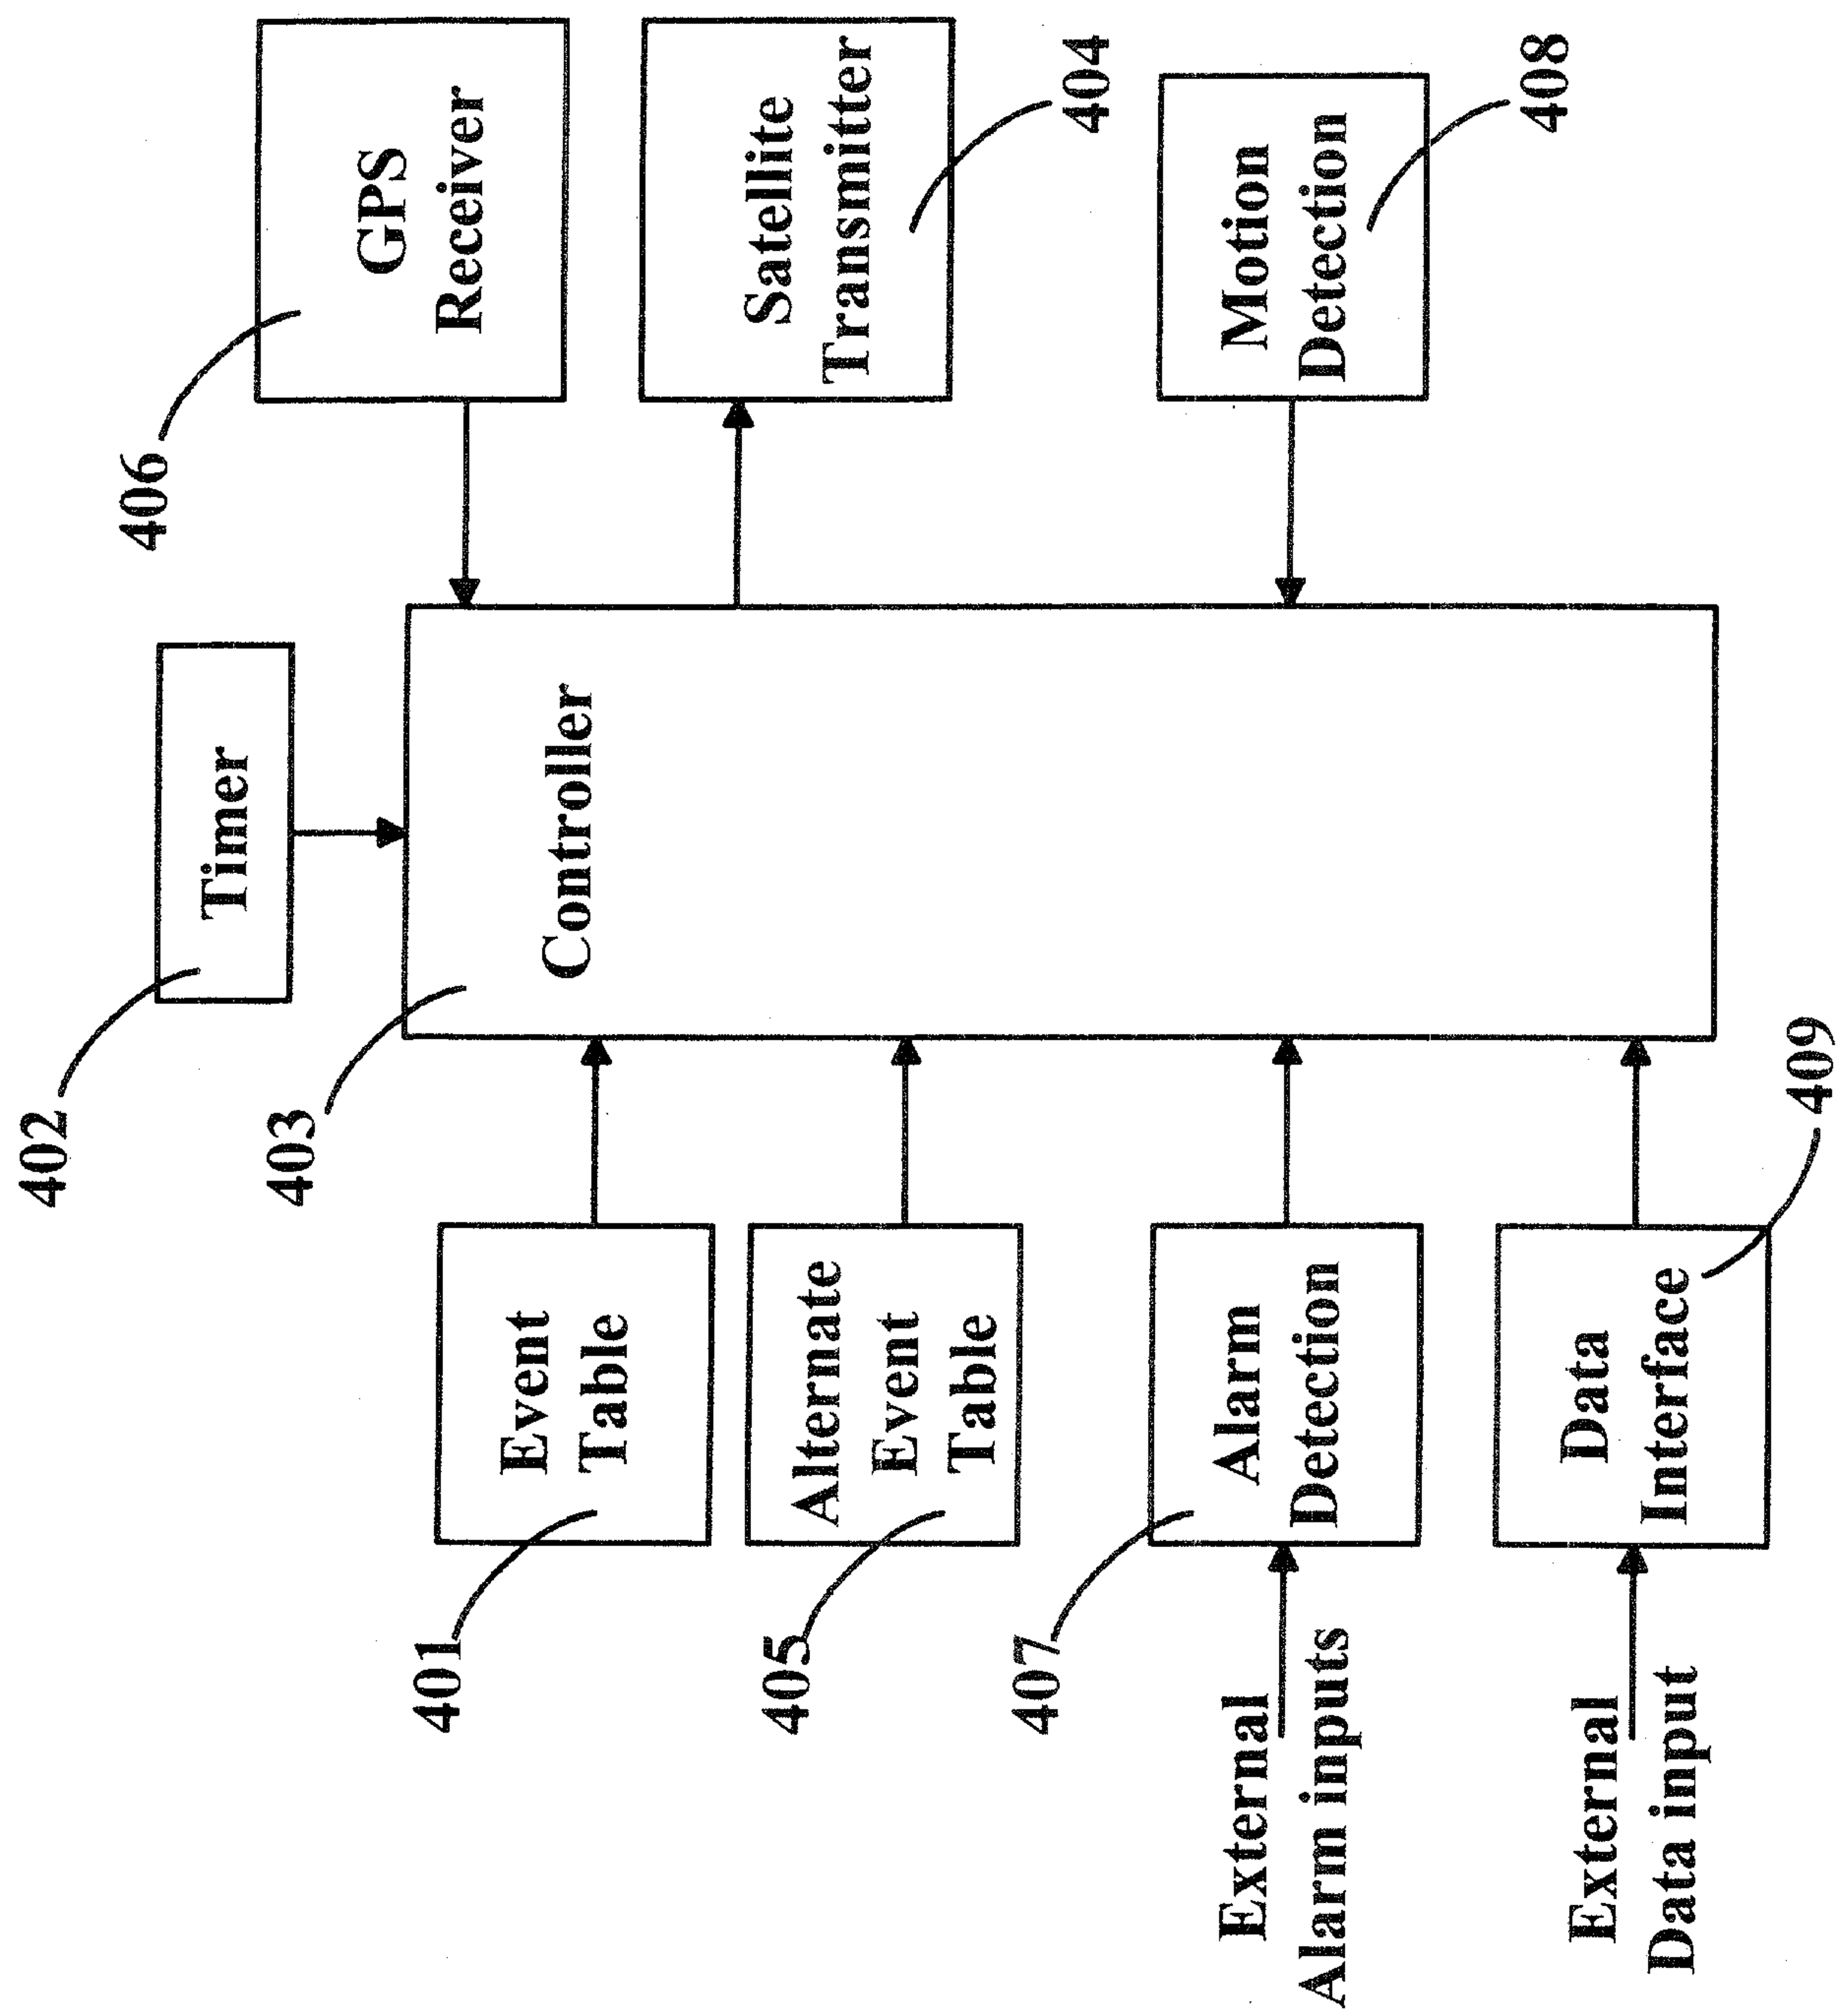 402
Timer
403
Controller
406
GPS
Receiver
Satellite
Transmitter
404
Motion
Detection
408
401
Event
Table
405
Alternate
Event
Table
407
Alarm
Detection
External
Alarm inputs
Data
Interface
409
External
Data input